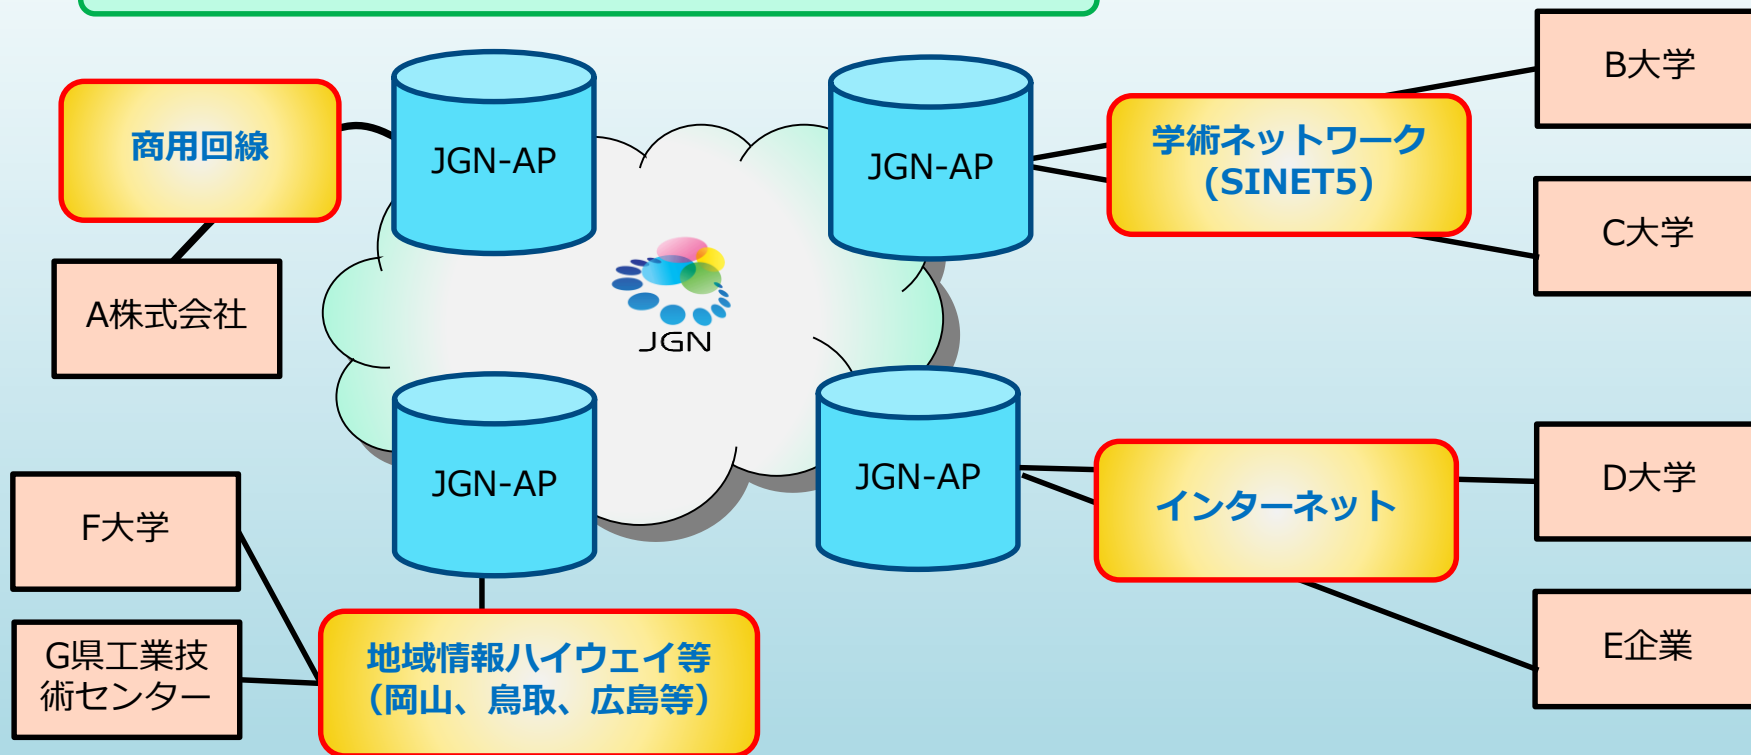 B大学
商用回線
JGN-AP
JGN-AP
学術ネットワーク
(SINET5)
C大学
A株式会社
JGN
JGN-AP
JGN-AP
インターネット
D大学
F大学
G県工業技
術センター
地域情報ハイウェイ等
（岡山、鳥取、広島等）
E企業